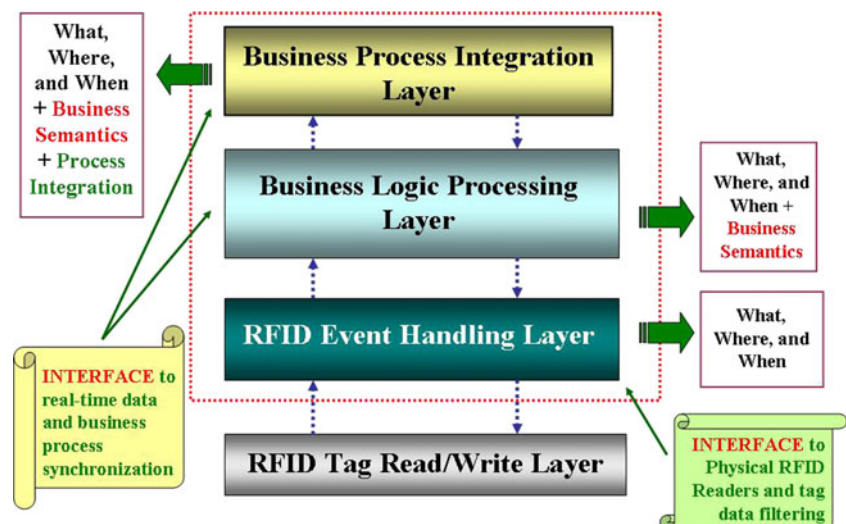 What,
Where,
and When
+ Business
Semantics
+ Process
Integration
Business Process Integration
Layer
Business Logic Processing
Layer
What,
Where, and
When +
Business
Semantics
RFID Event Handling Layer
What,
Where, and
When
INTERFACE to
real-time data
and business
process
synchronization
RFID Tag Read/Write Layer
INTERFACE to
Physical RFID
Readers and tag
data filtering